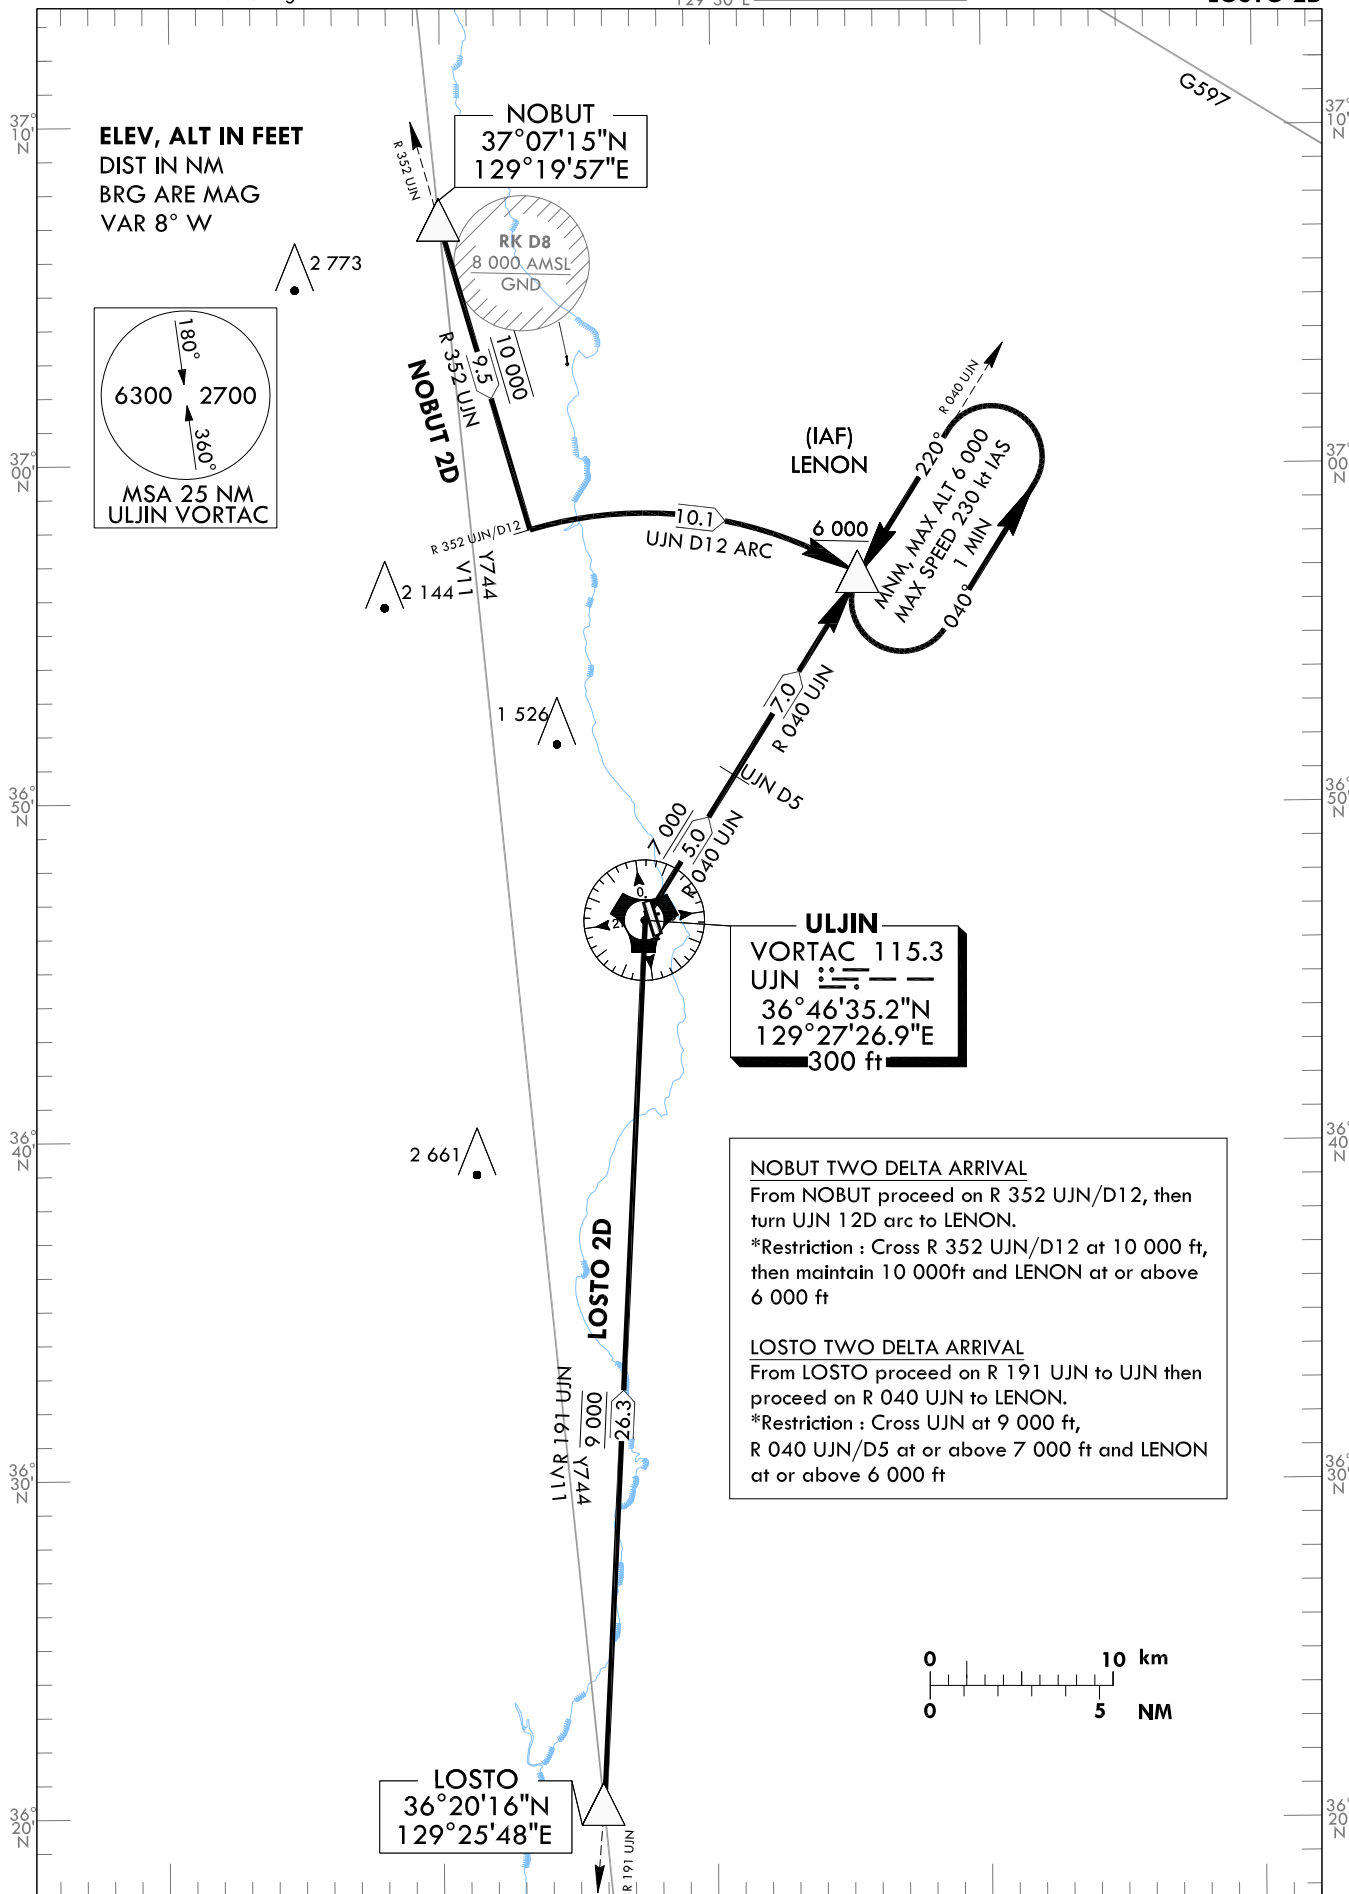 G597
37° 10' N
37° 10' N
ELEV, ALT IN FEET
DIST IN NM
BRG ARE MAG
VAR 8° W
NOBUT
37°07'15"N
129°19'57"E
R 352 UJN
RK D8
8 000 AMSL
GND
2 773
180°
6300 2700
360°
MSA 25 NM
ULJIN VORTAC
NOBUT 2D
R 352 UJN
9.5
10 000
R 040 UJN
(IAF)
LENON
220°
MNM, MAX ALT 6 000
MAX SPEED 230 kt IAS
1 MIN
040°
37° 00' N
37° 00' N
R 352 UJN/D12
10.1
UJN D12 ARC
6 000
Y744
V11
2 144
1 526
7.0
R 040 UJN
UJN D5
36° 50' N
36° 50' N
7 000
5.0
R 040 UJN
ULJIN
VORTAC 115.3
UJN
36°46'35.2"N
129°27'26.9"E
300 ft
36° 40' N
36° 40' N
2 661
NOBUT TWO DELTA ARRIVAL
From NOBUT proceed on R 352 UJN/D12, then
turn UJN 12D arc to LENON.
*Restriction : Cross R 352 UJN/D12 at 10 000 ft,
then maintain 10 000ft and LENON at or above
6 000 ft
LOSTO TWO DELTA ARRIVAL
From LOSTO proceed on R 191 UJN to UJN then
proceed on R 040 UJN to LENON.
*Restriction : Cross UJN at 9 000 ft,
R 040 UJN/D5 at or above 7 000 ft and LENON
at or above 6 000 ft
LOSTO 2D
R 191 UJN
V11
Y744
9 000
26.3
36° 30' N
36° 30' N
0 10 km
0 5 NM
LOSTO
36°20'16"N
129°25'48"E
R 191 UJN
36° 20' N
36° 20' N